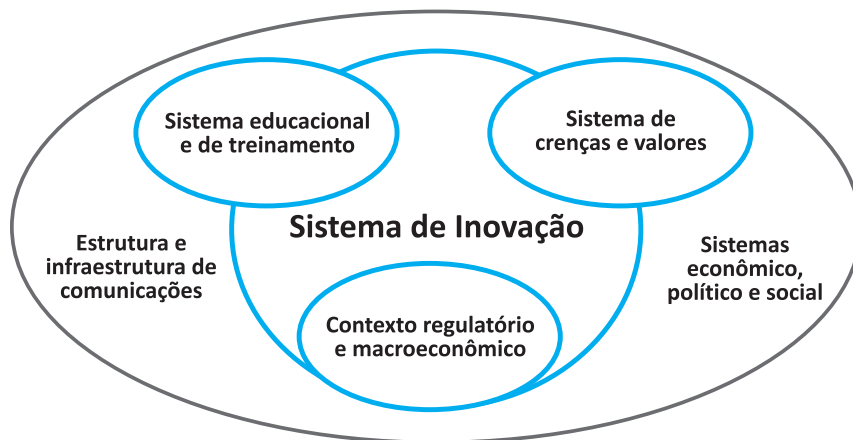 Sistema educacional
e de treinamento
Sistema de
crenças e valores
Sistema de Inovação
Estrutura e
infraestrutura de
comunicações
Sistemas
econômico,
político e social
Contexto regulatório
e macroeconômico